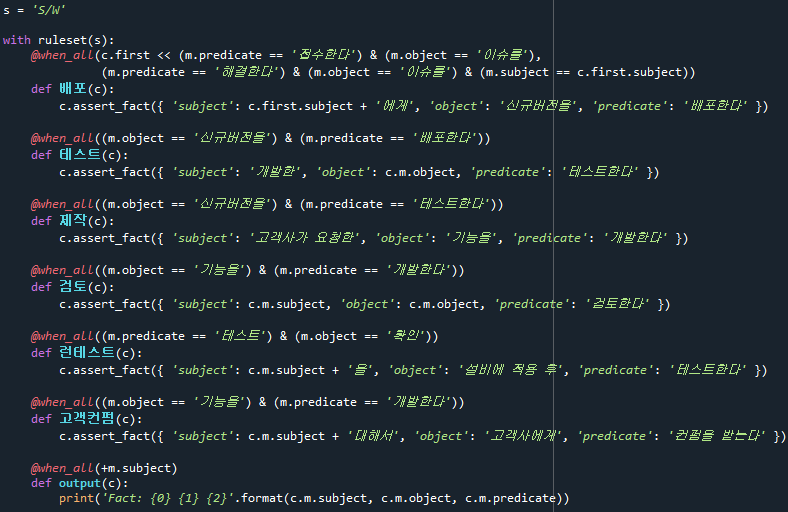 s = 'S/W'
with ruleset(s):
    @when_all(c.first << (m.predicate == '접수한다') & (m.object == '이슈를'),
              (m.predicate == '해결한다') & (m.object == '이슈를') & (m.subject == c.first.subject))
    def 배포(c):
        c.assert_fact({ 'subject': c.first.subject + '에게', 'object': '신규버전을', 'predicate': '배포한다' })
    @when_all((m.object == '신규버전을') & (m.predicate == '배포한다'))
    def 테스트(c):
        c.assert_fact({ 'subject': '개발한', 'object': c.m.object, 'predicate': '테스트한다' })
    @when_all((m.object == '신규버전을') & (m.predicate == '테스트한다'))
    def 제작(c):
        c.assert_fact({ 'subject': '고객사가 요청한', 'object': '기능을', 'predicate': '개발한다' })
    @when_all((m.object == '기능을') & (m.predicate == '개발한다'))
    def 검토(c):
        c.assert_fact({ 'subject': c.m.subject, 'object': c.m.object, 'predicate': '검토한다' })
    @when_all((m.predicate == '테스트') & (m.object == '확인'))
    def 런테스트(c):
        c.assert_fact({ 'subject': c.m.subject + '을', 'object': '설비에 적용 후', 'predicate': '테스트한다' })
    @when_all((m.object == '기능을') & (m.predicate == '개발한다'))
    def 고객컨펌(c):
        c.assert_fact({ 'subject': c.m.subject + '대해서', 'object': '고객사에게', 'predicate': '컨펌을 받는다' })
    @when_all(+m.subject)
    def output(c):
        print('Fact: {0} {1} {2}'.format(c.m.subject, c.m.object, c.m.predicate))